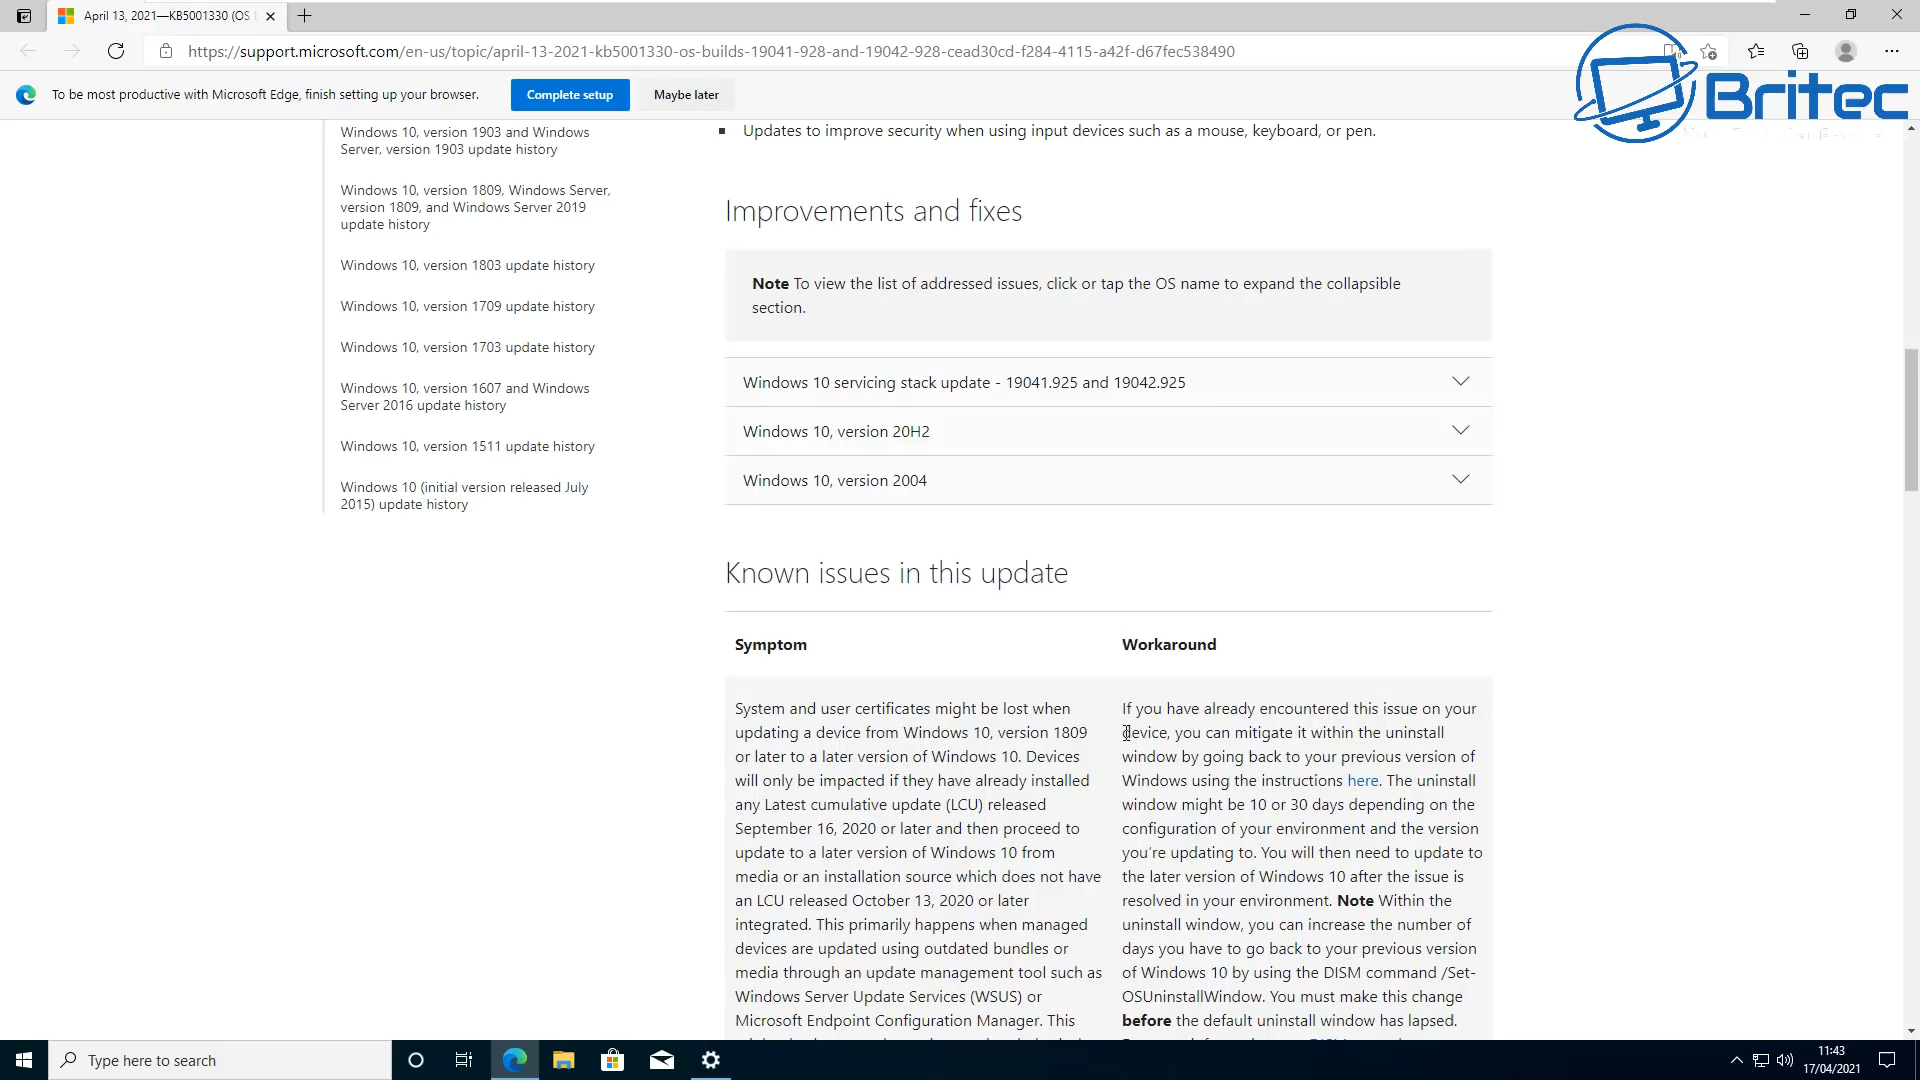 April 13, 2021—KB5001330 (OS
https://support.microsoft.com/en-us/topic/april-13-2021-kb5001330-os-builds-19041-928-and-19042-928-cead30cd-f284-4115-a42f-d67fec538490
To be most productive with Microsoft Edge, finish setting up your browser.
Complete setup
Maybe later
Britec
Windows 10, version 1903 and Windows
Server, version 1903 update history
Windows 10, version 1809, Windows Server,
version 1809, and Windows Server 2019
update history
Windows 10, version 1803 update history
Windows 10, version 1709 update history
Windows 10, version 1703 update history
Windows 10, version 1607 and Windows
Server 2016 update history
Windows 10, version 1511 update history
Windows 10 (initial version released July
2015) update history
Updates to improve security when using input devices such as a mouse, keyboard, or pen.
Improvements and fixes
Note To view the list of addressed issues, click or tap the OS name to expand the collapsible
section.
Windows 10 servicing stack update - 19041.925 and 19042.925
Windows 10, version 20H2
Windows 10, version 2004
Known issues in this update
Symptom
System and user certificates might be lost when
updating a device from Windows 10, version 1809
or later to a later version of Windows 10. Devices
will only be impacted if they have already installed
any Latest cumulative update (LCU) released
September 16, 2020 or later and then proceed to
update to a later version of Windows 10 from
media or an installation source which does not have
an LCU released October 13, 2020 or later
integrated. This primarily happens when managed
devices are updated using outdated bundles or
media through an update management tool such as
Windows Server Update Services (WSUS) or
Microsoft Endpoint Configuration Manager. This
Workaround
If you have already encountered this issue on your
device, you can mitigate it within the uninstall
window by going back to your previous version of
Windows using the instructions here. The uninstall
window might be 10 or 30 days depending on the
configuration of your environment and the version
you're updating to. You will then need to update to
the later version of Windows 10 after the issue is
resolved in your environment. Note Within the
uninstall window, you can increase the number of
days you have to go back to your previous version
of Windows 10 by using the DISM command /Set-
OSUninstallWindow. You must make this change
before the default uninstall window has lapsed.
Type here to search
11:43
17/04/2021